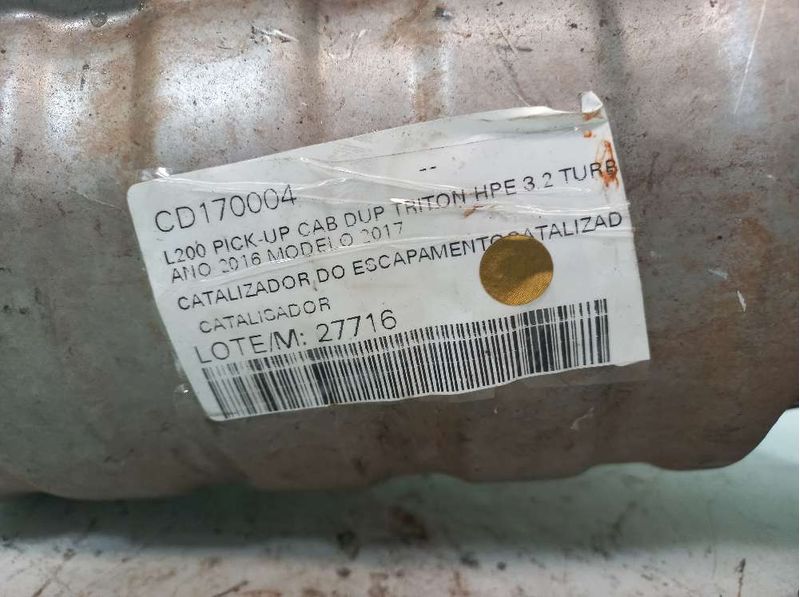 --
CD170004
L200 PICK-UP CAB DUP TRITON HPE 3.2 TURB
ANO 2016 MODELO 2017
CATALIZADOR DO ESCAPAMENTO CATALIZAD
CATALISADOR
LOTE/M: 27716